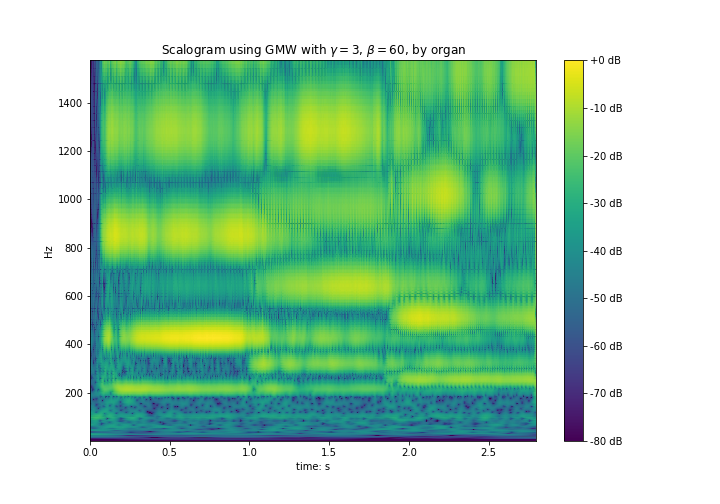 Scalogram using GMW with γ = 3, β = 60, by organ
1400
1200
1000
800
600
400
200
Hz
0.0 0.5 1.0 1.5 2.0 2.5
time: s
+0 dB
-10 dB
-20 dB
-30 dB
-40 dB
-50 dB
-60 dB
-70 dB
-80 dB